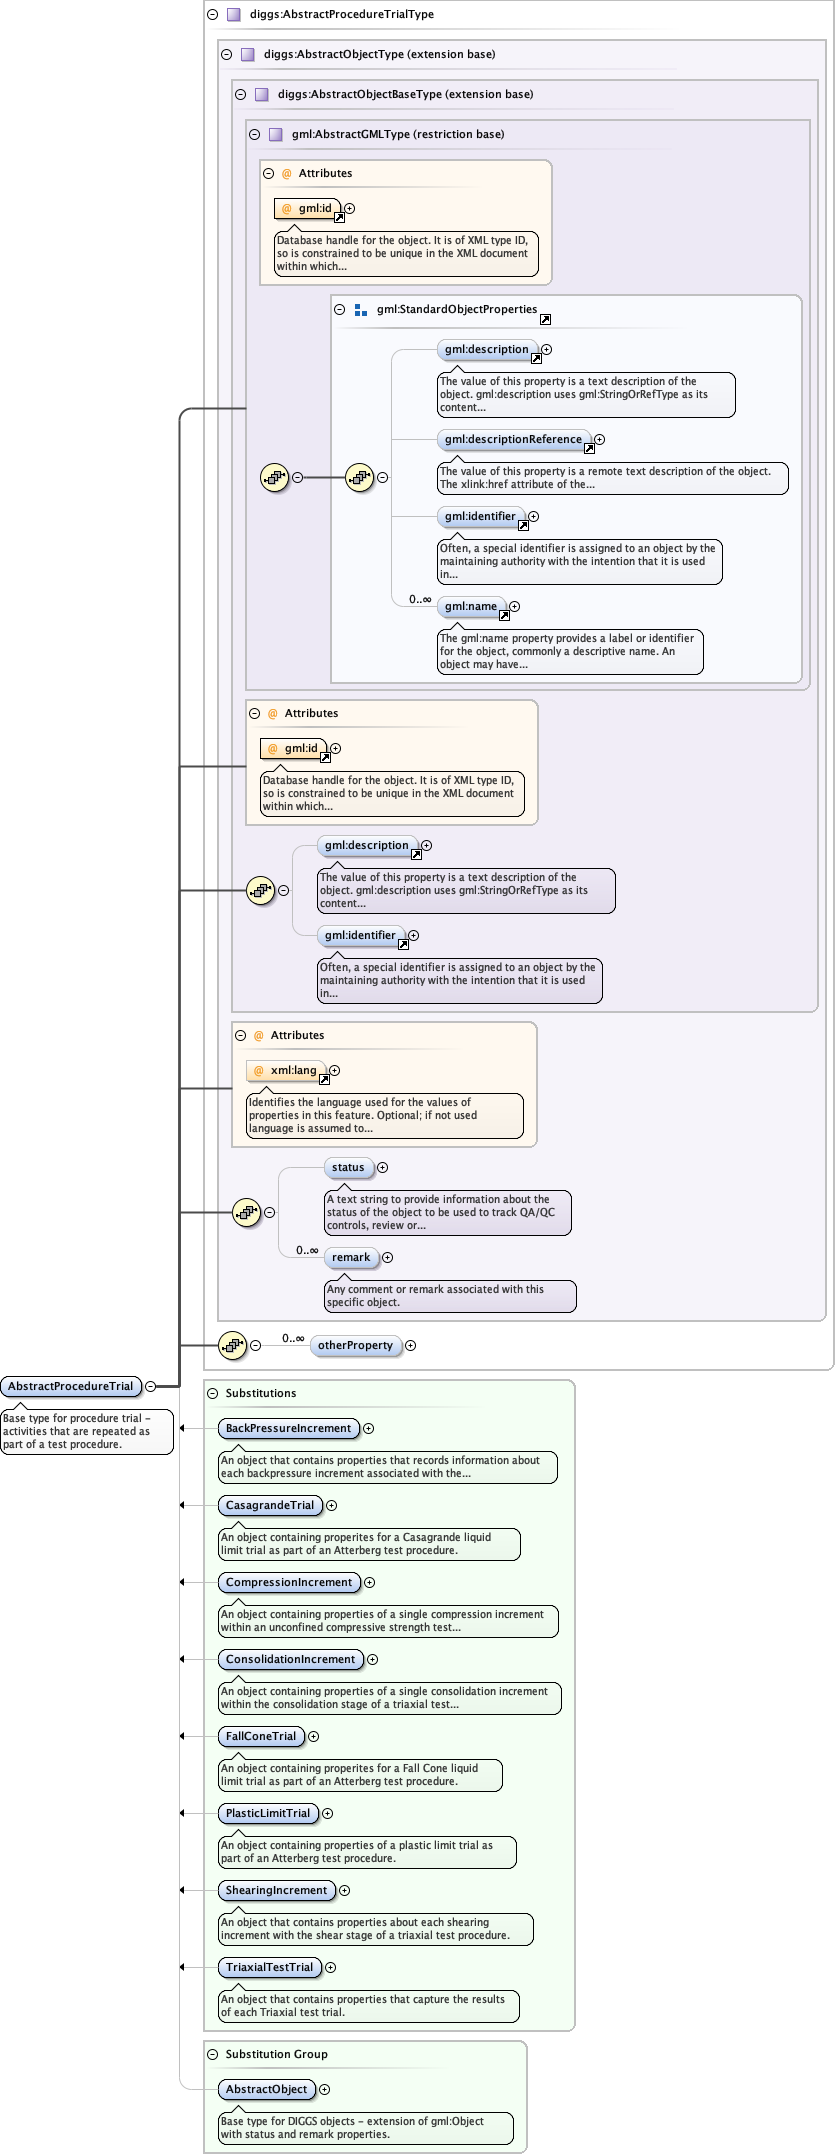 diggs:AbstractProcedureTrialType
diggs:AbstractObjectType (extension base)
diggs:AbstractObjectBaseType (extension base)
gml:AbstractGMLType (restriction base)
@ Attributes
@ gml:id
Database handle for the object. It is of XML type ID,
so is constrained to be unique in the XML document
within which...
gml:StandardObjectProperties
gml:description
The value of this property is a text description of the
object. gml:description uses gml:StringOrRefType as its
content...
gml:descriptionReference
The value of this property is a remote text description of the object.
The xlink:href attribute of the...
gml:identifier
Often, a special identifier is assigned to an object by the
maintaining authority with the intention that it is used
in...
0..∞
gml:name
The gml:name property provides a label or identifier
for the object, commonly a descriptive name. An
object may have...
@ Attributes
@ gml:id
Database handle for the object. It is of XML type ID,
so is constrained to be unique in the XML document
within which...
gml:description
The value of this property is a text description of the
object. gml:description uses gml:StringOrRefType as its
content...
gml:identifier
Often, a special identifier is assigned to an object by the
maintaining authority with the intention that it is used
in...
@ Attributes
@ xml:lang
Identifies the language used for the values of
properties in this feature. Optional; if not used
language is assumed to...
status
A text string to provide information about the
status of the object to be used to track QA/QC
controls, review or...
0..∞
remark
Any comment or remark associated with this
specific object.
0..∞
otherProperty
AbstractProcedureTrial
Base type for procedure trial -
activities that are repeated as
part of a test procedure.
Substitutions
BackPressureIncrement
An object that contains properties that records information about
each backpressure increment associated with the...
CasagrandeTrial
An object containing properites for a Casagrande liquid
limit trial as part of an Atterberg test procedure.
CompressionIncrement
An object containing properties of a single compression increment
within an unconfined compressive strength test...
ConsolidationIncrement
An object containing properties of a single consolidation increment
within the consolidation stage of a triaxial test...
FallConeTrial
An object containing properites for a Fall Cone liquid
limit trial as part of an Atterberg test procedure.
PlasticLimitTrial
An object containing properties of a plastic limit trial as
part of an Atterberg test procedure.
ShearingIncrement
An object that contains properties about each shearing
increment with the shear stage of a triaxial test procedure.
TriaxialTestTrial
An object that contains properties that capture the results
of each Triaxial test trial.
Substitution Group
AbstractObject
Base type for DIGGS objects - extension of gml:Object
with status and remark properties.